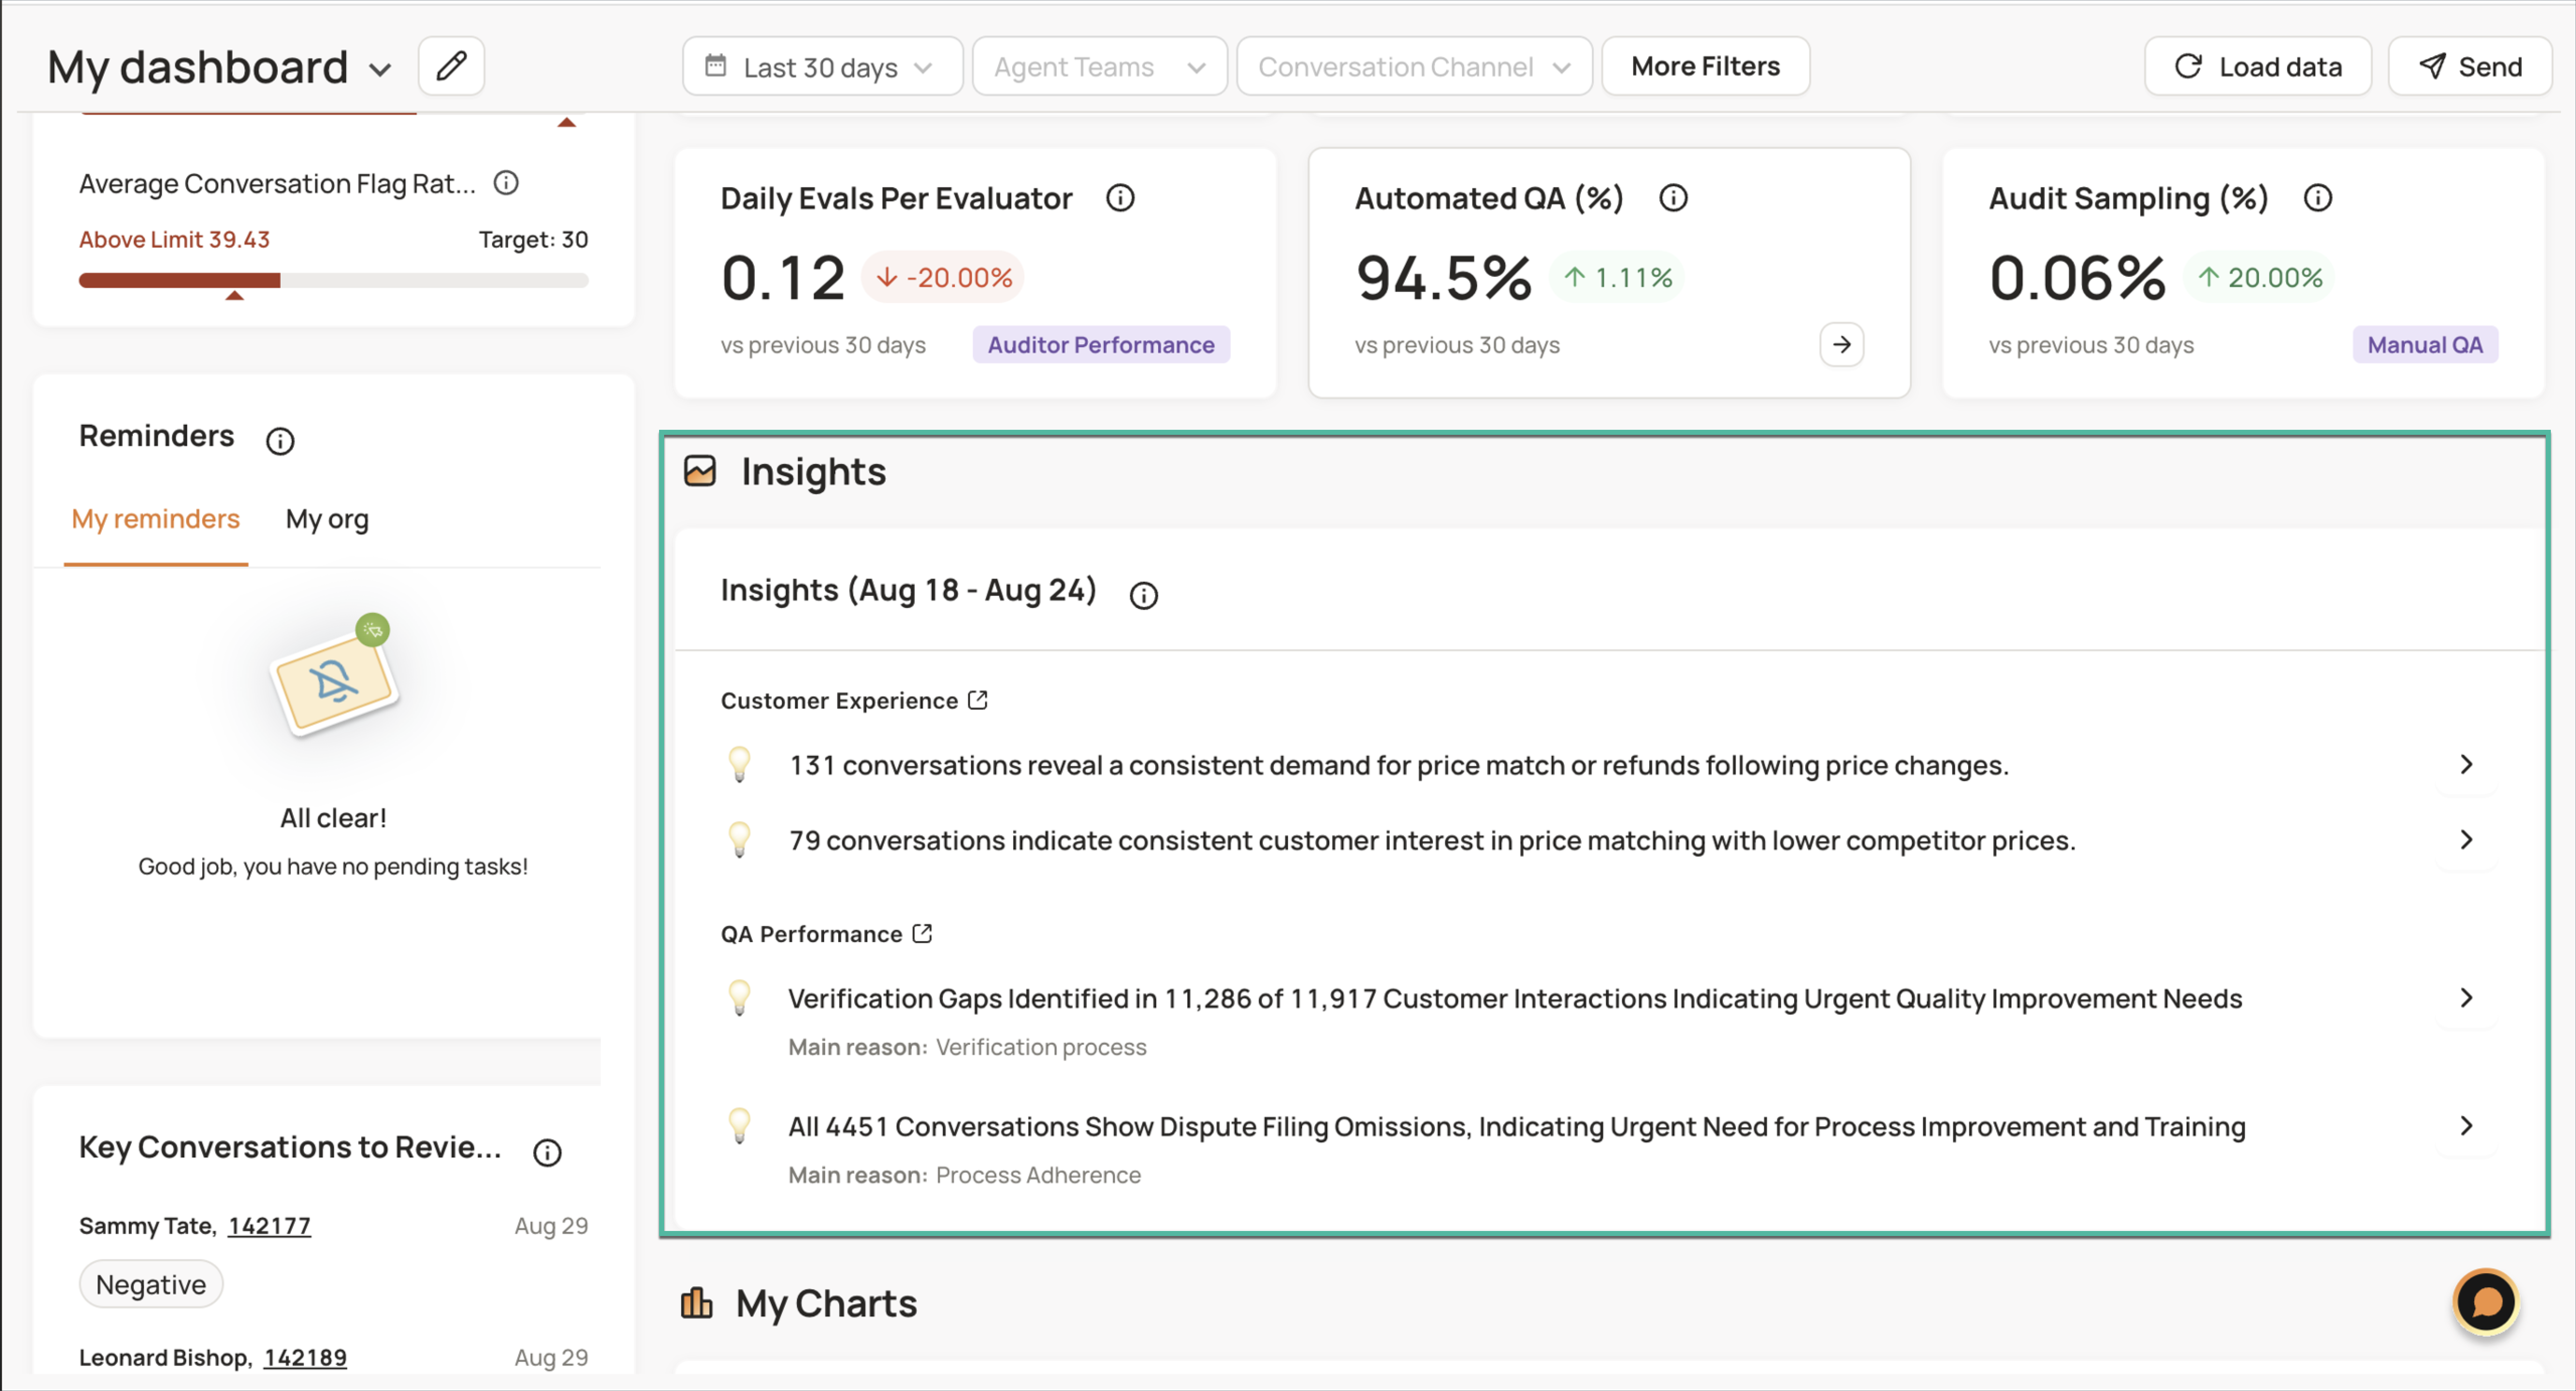 My dashboard
Last 30 days
Agent Teams
Conversation Channel
More Filters
Load data
Send
Average Conversation Flag Rat...
Above Limit 39.43
Target: 30
Reminders
My reminders
My org
All clear!
Good job, you have no pending tasks!
Key Conversations to Revie...
Sammy Tate, 142177
Aug 29
Negative
Leonard Bishop, 142189
Aug 29
Daily Evals Per Evaluator
0.12
-20.00%
vs previous 30 days
Auditor Performance
Automated QA (%)
94.5%
1.11%
vs previous 30 days
Audit Sampling (%)
0.06%
20.00%
vs previous 30 days
Manual QA
Insights
Insights (Aug 18 - Aug 24)
Customer Experience
131 conversations reveal a consistent demand for price match or refunds following price changes.
79 conversations indicate consistent customer interest in price matching with lower competitor prices.
QA Performance
Verification Gaps Identified in 11,286 of 11,917 Customer Interactions Indicating Urgent Quality Improvement Needs
Main reason: Verification process
All 4451 Conversations Show Dispute Filing Omissions, Indicating Urgent Need for Process Improvement and Training
Main reason: Process Adherence
My Charts